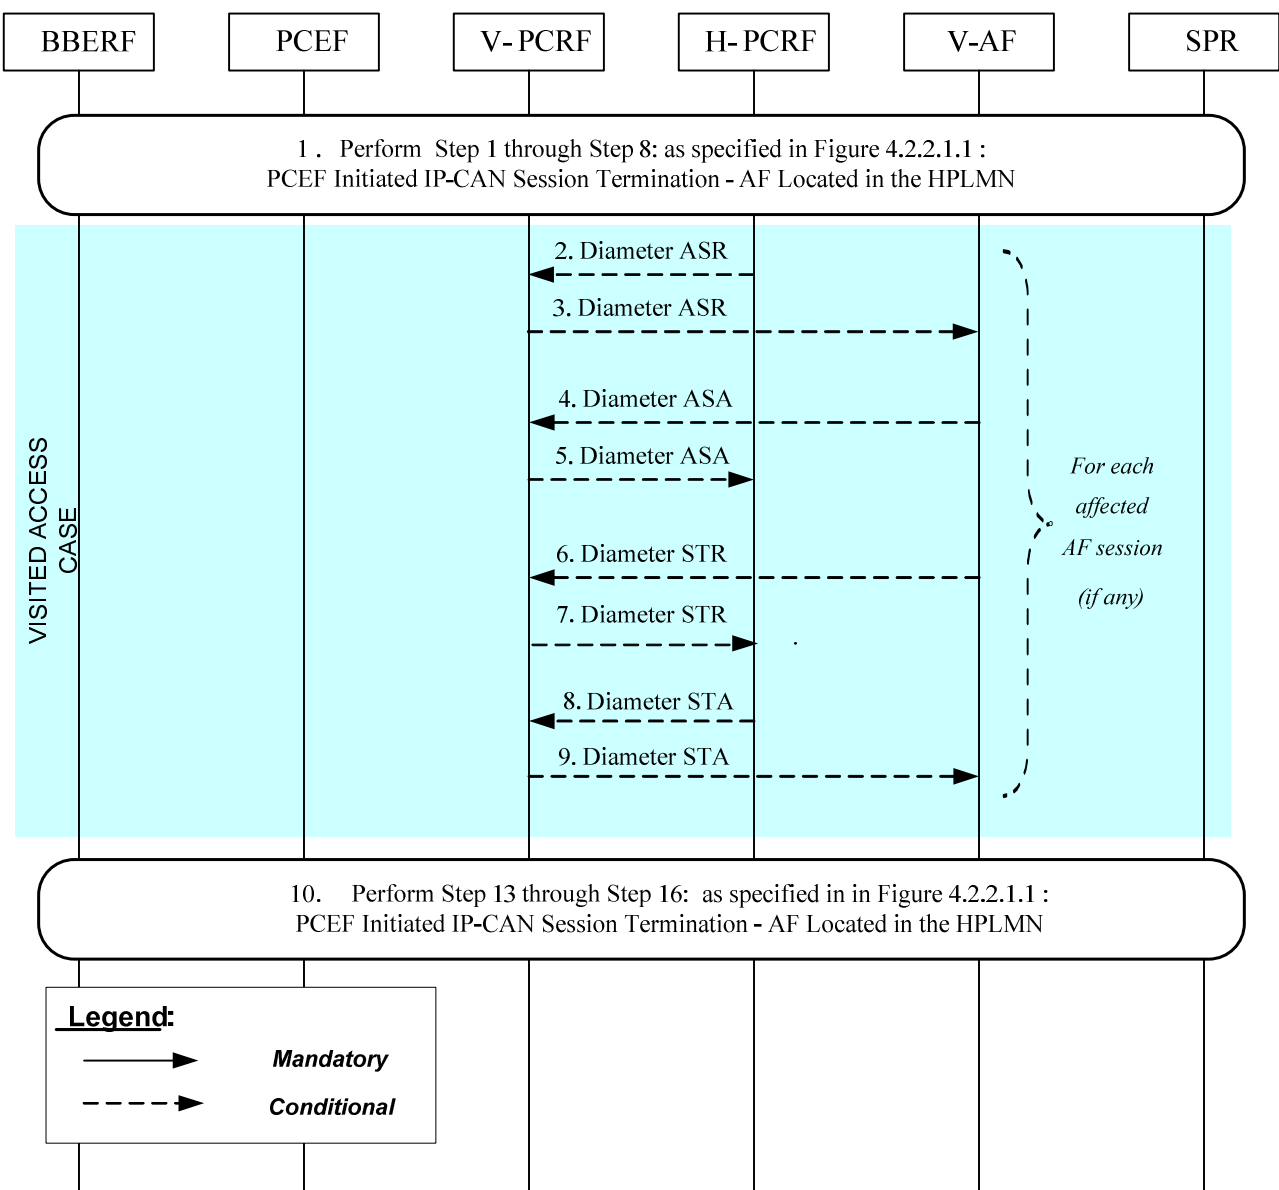 BBERF
PCEF
V-PCRF
H-PCRF
V-AF
SPR
1. Perform Step 1 through Step 8: as specified in Figure 4.2.2.1.1 :
PCEF Initiated IP-CAN Session Termination - AF Located in the HPLMN
2. Diameter ASR
3. Diameter ASR
4. Diameter ASA
5. Diameter ASA
6. Diameter STR
7. Diameter STR
8. Diameter STA
9. Diameter STA
VISITED ACCESS
CASE
For each
affected
AF session
(if any)
10. Perform Step 13 through Step 16: as specified in in Figure 4.2.2.1.1 :
PCEF Initiated IP-CAN Session Termination - AF Located in the HPLMN
Legend:
Mandatory
Conditional